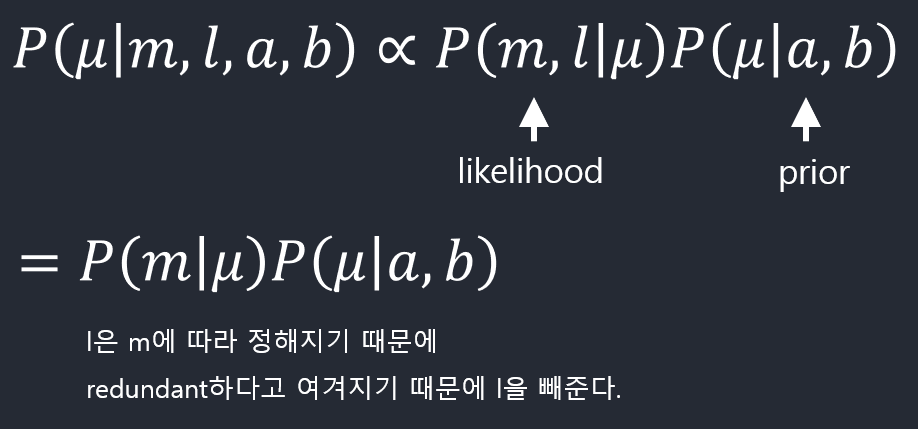 P(μ|m, l, a, b) ∝ P(m, l|μ)P(μ|a, b)
likelihood prior
= P(m|μ)P(μ|a, b)
l은 m에 따라 정해지기 때문에
redundant하다고 여겨지기 때문에 l을 빼준다.